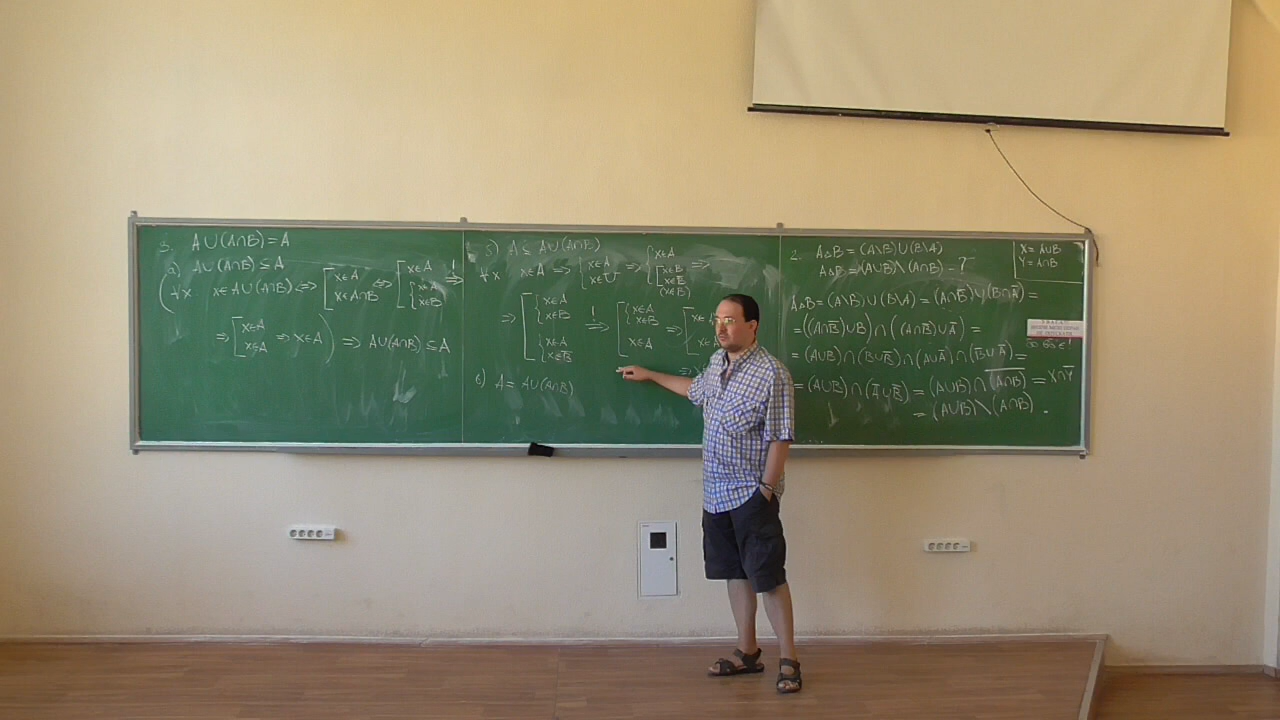 3. A∪(A∩B)=A
а) A∪(A∩B)⊆A
(∀x x∈A∪(A∩B) ⇔ [ x∈A x∈A∩B ⇔ [ x∈A { x∈A x∈B ⇒!
⇒ [ x∈A x∈A ⇒ x∈A ) ⇒ A∪(A∩B)⊆A
б) A⊆A∪(A∩B)
∀x x∈A ⇒ { x∈A x∈U ⇒ { x∈A [ x∈B x∈B̅ (x∉B) ⇒
⇒ [ { x∈A x∈B { x∈A x∈B̅ ⇒! [ { x∈A x∈B x∈A ⇒ [
в) A=A∪(A∩B)
2. A△B=(A\B)∪(B\A)
A△B=(A∪B)\(A∩B) - ?
X=A∪B
Y=A∩B
A△B=(A\B)∪(B\A)=(A∩B̅)∪(B∩A̅)=
=((A∩B̅)∪B)∩((A∩B̅)∪A̅)=
=(A∪B)∩(B∪B̅)∩(A∪A̅)∩(B̅∪A̅)=
=(A∪B)∩(A̅∪B̅)=(A∪B)∩(A∩B)̅=X∩Y̅
=(A∪B)\(A∩B).